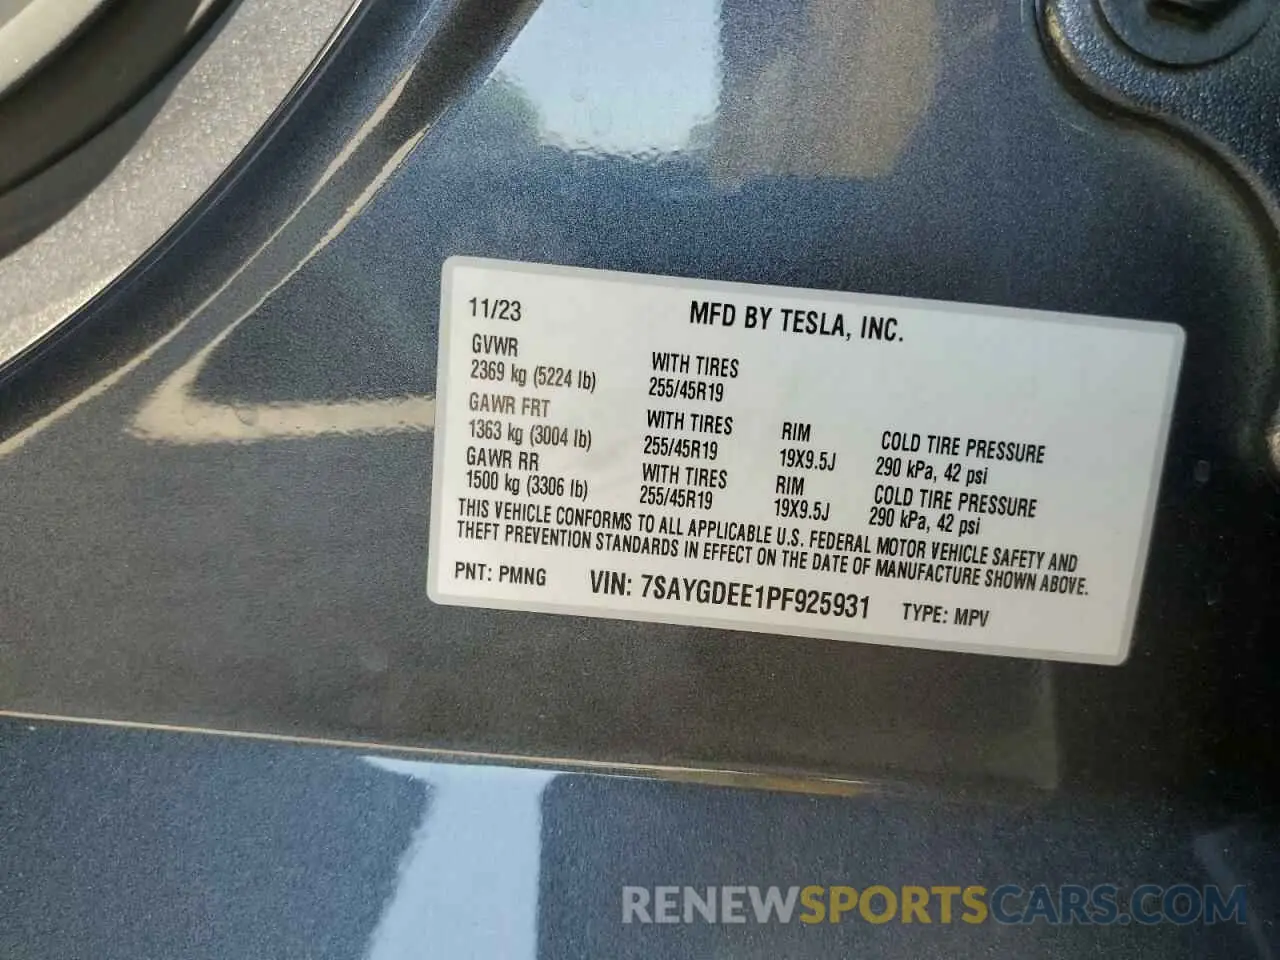 11/23 MFD BY TESLA, INC.
GVWR
2369 kg (5224 lb) WITH TIRES
255/45R19
GAWR FRT
1363 kg (3004 lb) WITH TIRES
255/45R19 RIM
19X9.5J COLD TIRE PRESSURE
290 kPa, 42 psi
GAWR RR
1500 kg (3306 lb) WITH TIRES
255/45R19 RIM
19X9.5J COLD TIRE PRESSURE
290 kPa, 42 psi
THIS VEHICLE CONFORMS TO ALL APPLICABLE U.S. FEDERAL MOTOR VEHICLE SAFETY AND
THEFT PREVENTION STANDARDS IN EFFECT ON THE DATE OF MANUFACTURE SHOWN ABOVE.
PNT: PMNG VIN: 7SAYGDEE1PF925931 TYPE: MPV
RENEWSPORTSCARS.COM